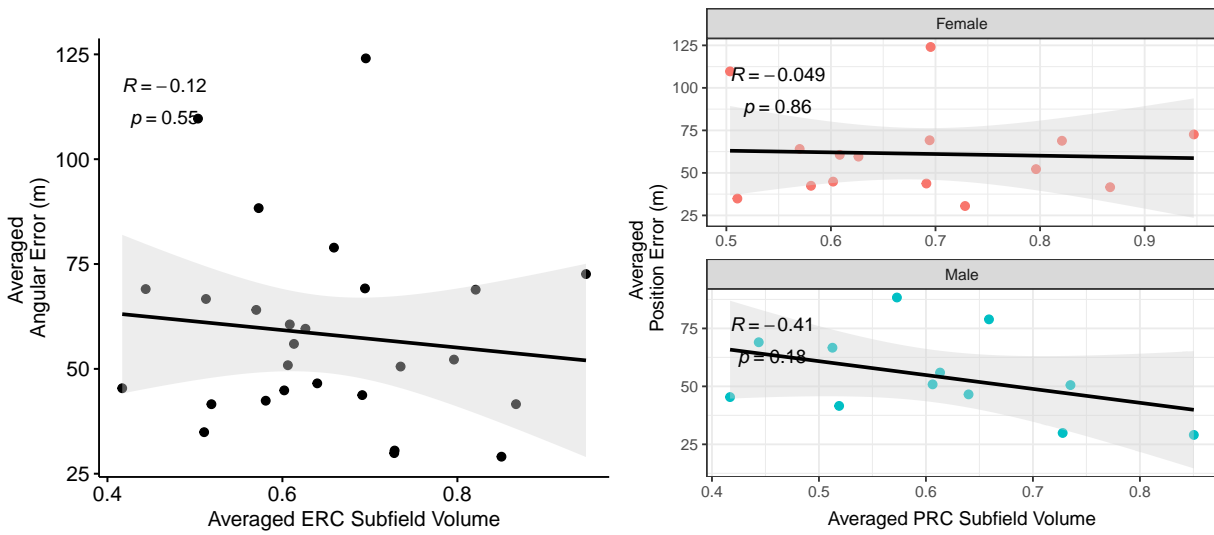 Averaged
Angular Error (m)
125
100
75
50
25
R = −0.12
p = 0.55
0.4
0.6
0.8
Averaged ERC Subfield Volume
Averaged
Position Error (m)
Female
125
100
75
50
25
R = −0.049
p = 0.86
0.5
0.6
0.7
0.8
0.9
Male
75
50
25
R = −0.41
p = 0.18
0.4
0.5
0.6
0.7
0.8
Averaged PRC Subfield Volume